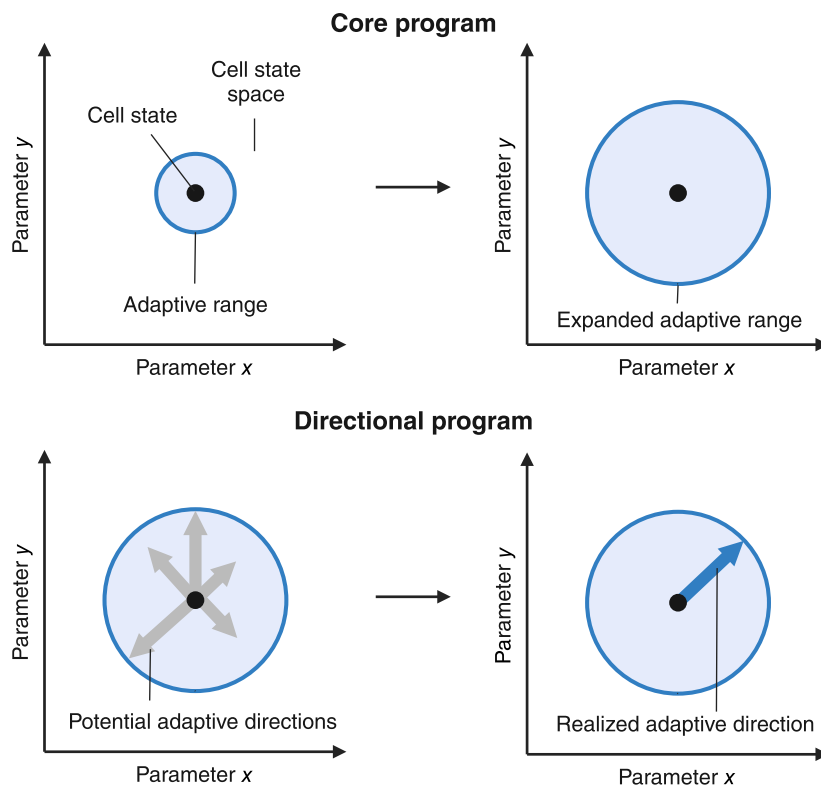 Core program
Cell state
space
Cell state
Adaptive range
Parameter y
Parameter x
Expanded adaptive range
Parameter y
Parameter x
Directional program
Potential adaptive directions
Parameter y
Parameter x
Realized adaptive direction
Parameter y
Parameter x